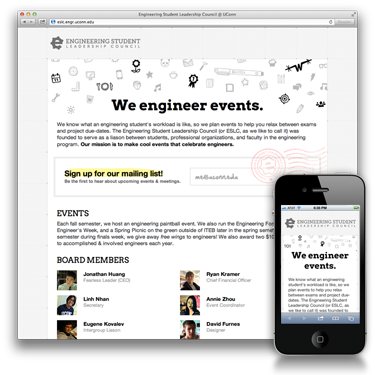 Engineering Student Leadership Council @ UConn
eslc.engr.uconn.edu
ENGINEERING STUDENT
LEADERSHIP COUNCIL
We engineer events.
We know what an engineering student's workload is like, so we plan events to help you relax between exams
and project due-dates. The Engineering Student Leadership Council (or ESLC, as we like to call it) was
founded to serve as a liaison between students, professional organizations, and faculty in the engineering
program. Our mission is to make cool events that celebrate engineers.
Sign up for our mailing list!
Be the first to hear about upcoming events & meetings.
me@uconn.edu
EVENTS
Each fall semester, we host an engineering paintball event. We also run the Engineering
Engineer's Week, and a Spring Picnic on the green outside of ITEB later in the spring
semester during finals week, we give away free wings to engineers! We also award two
to accomplished & involved engineers each year.
BOARD MEMBERS
Jonathan Huang
Fearless Leader (CEO)
Ryan Kramer
Chief Financial Officer
Linh Nhan
Secretary
Annie Zhou
Event Coordinator
Eugene Kovalev
Intergroup Liaison
David Furnes
Designer
AT&T
ENGINEERING STUDENT
LEADERSHIP COUNCIL
We engineer
events.
We know what an engineering
student's workload is like, so we
plan events to help you relax
between exams and project
due-dates. The Engineering
Student Leadership Council (or
ESLC, as we like to call it) was